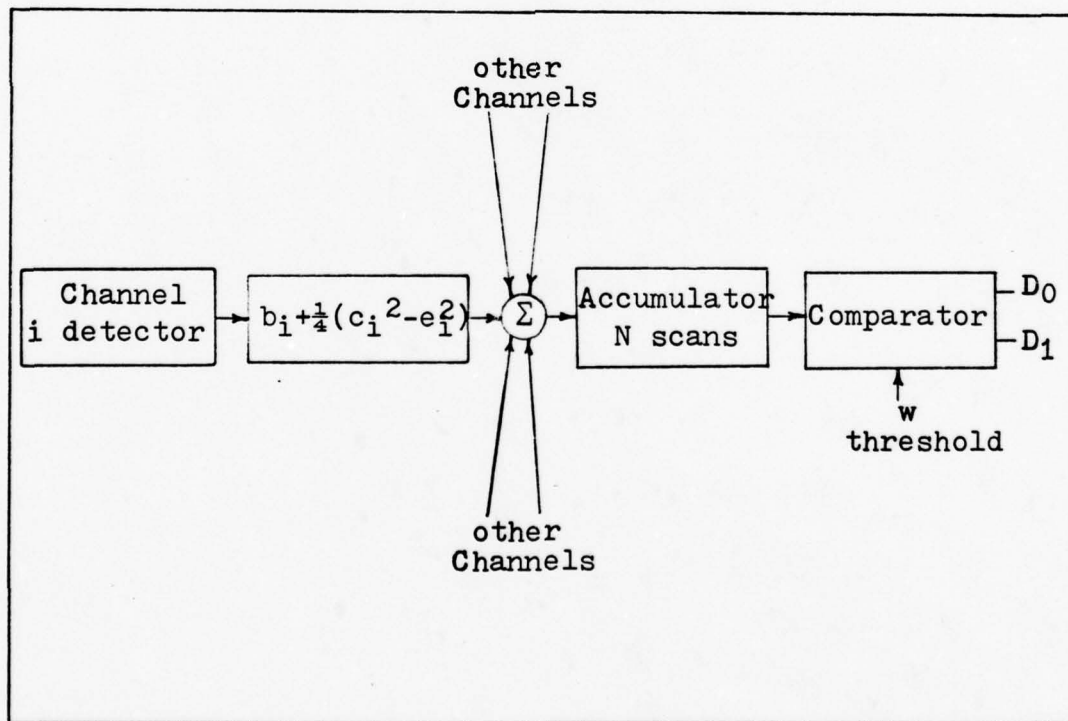 other
Channels
Channel
i detector
b_i+¼(c_i²-e_i²)
Σ
Accumulator
N scans
Comparator
D₀
D₁
w
threshold
other
Channels